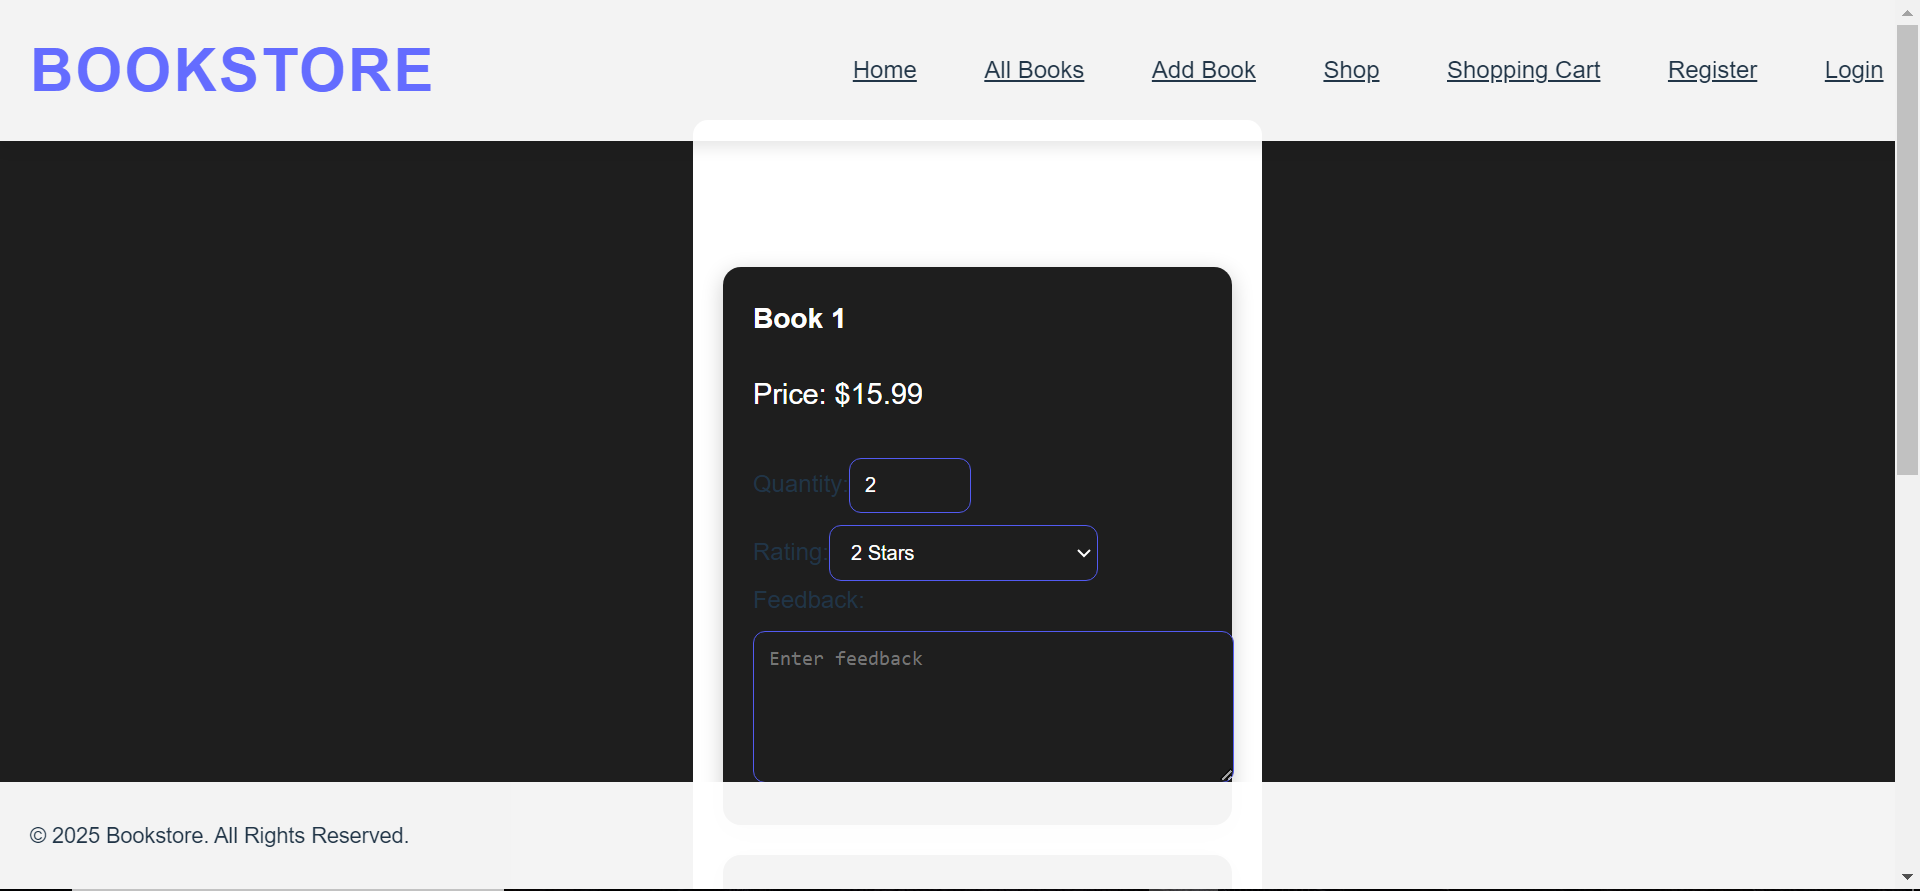 BOOKSTORE
Home All Books Add Book Shop Shopping Cart Register Login
Book 1
Price: $15.99
Quantity: 2
Rating: 2 Stars
Feedback:
Enter feedback
© 2025 Bookstore. All Rights Reserved.